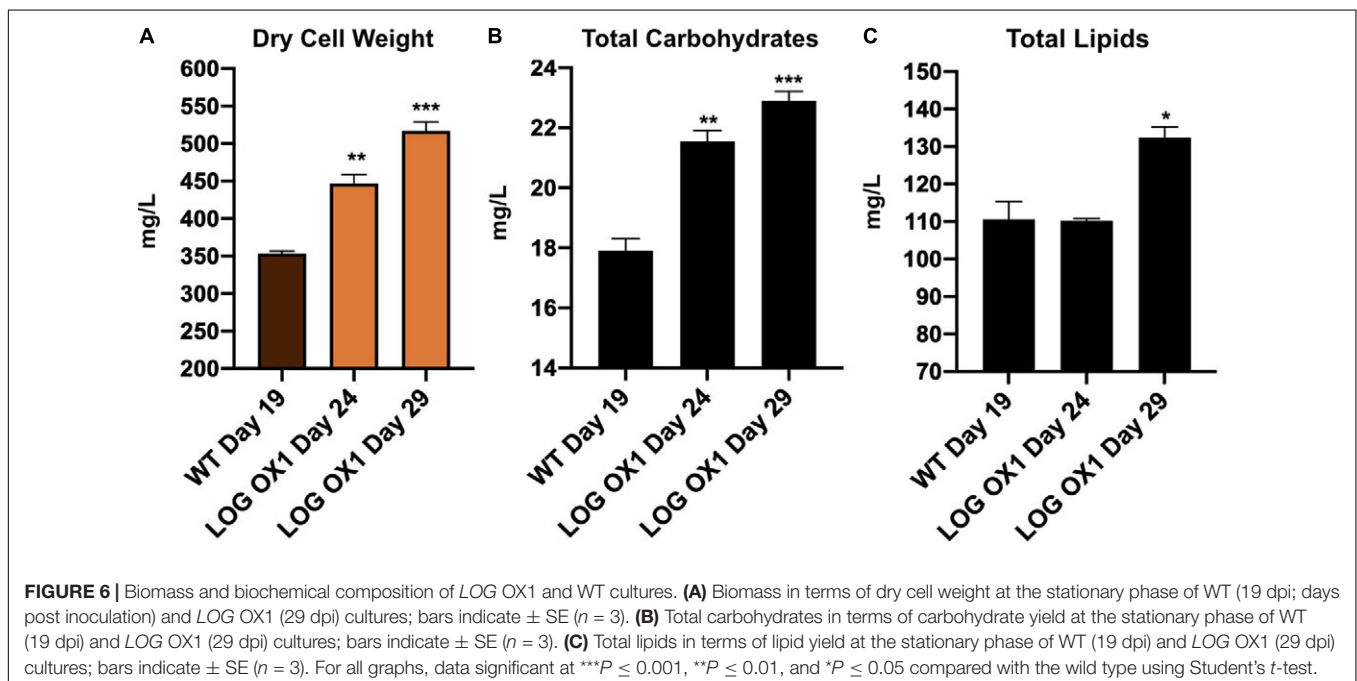 A Dry Cell Weight
600
550
500
450
400
350
300
250
200
mg/L
**
***
WT Day 19
LOG OX1 Day 24
LOG OX1 Day 29
B Total Carbohydrates
24
22
20
18
16
14
mg/L
**
***
WT Day 19
LOG OX1 Day 24
LOG OX1 Day 29
C Total Lipids
150
140
130
120
110
100
90
80
70
mg/L
*
WT Day 19
LOG OX1 Day 24
LOG OX1 Day 29
FIGURE 6 | Biomass and biochemical composition of LOG OX1 and WT cultures. (A) Biomass in terms of dry cell weight at the stationary phase of WT (19 dpi; days
post inoculation) and LOG OX1 (29 dpi) cultures; bars indicate ± SE (n = 3). (B) Total carbohydrates in terms of carbohydrate yield at the stationary phase of WT
(19 dpi) and LOG OX1 (29 dpi) cultures; bars indicate ± SE (n = 3). (C) Total lipids in terms of lipid yield at the stationary phase of WT (19 dpi) and LOG OX1 (29 dpi)
cultures; bars indicate ± SE (n = 3). For all graphs, data significant at ***P ≤ 0.001, **P ≤ 0.01, and *P ≤ 0.05 compared with the wild type using Student's t-test.